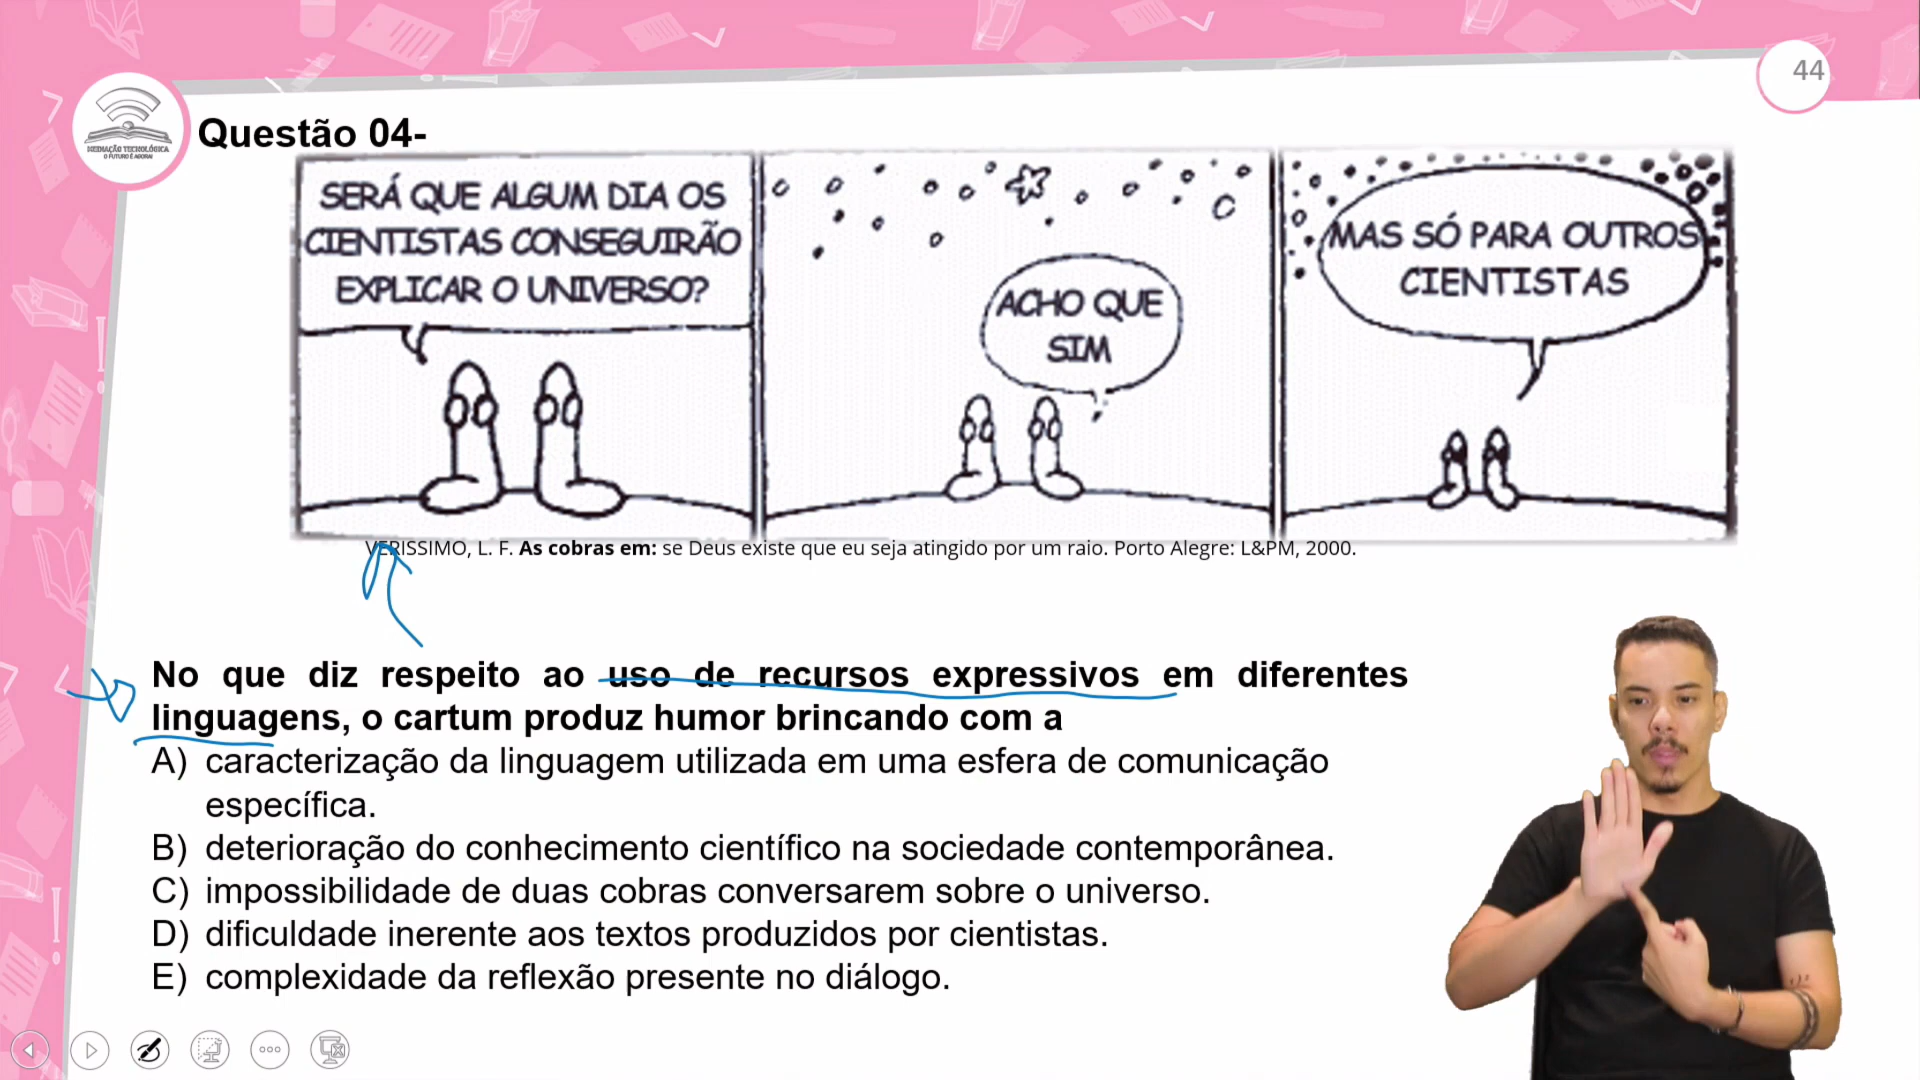 44
MEDIAÇÃO TECNOLÓGICA
O FUTURO É AGORA!
Questão 04-
SERÁ QUE ALGUM DIA OS
CIENTISTAS CONSEGUIRÃO
EXPLICAR O UNIVERSO?
ACHO QUE
SIM
MAS SÓ PARA OUTROS
CIENTISTAS
VERISSIMO, L. F. As cobras em: se Deus existe que eu seja atingido por um raio. Porto Alegre: L&PM, 2000.
No que diz respeito ao uso de recursos expressivos em diferentes
linguagens, o cartum produz humor brincando com a
A) caracterização da linguagem utilizada em uma esfera de comunicação
específica.
B) deterioração do conhecimento científico na sociedade contemporânea.
C) impossibilidade de duas cobras conversarem sobre o universo.
D) dificuldade inerente aos textos produzidos por cientistas.
E) complexidade da reflexão presente no diálogo.